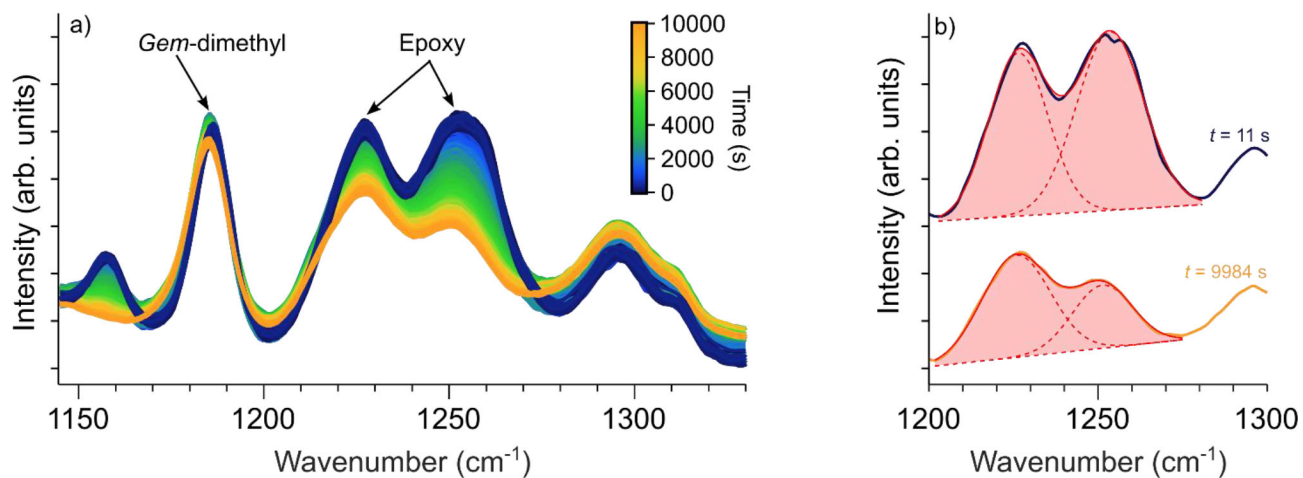 a)
Gem-dimethyl
Epoxy
10000
8000
6000
4000
2000
0
Time (s)
Intensity (arb. units)
1150
1200
1250
1300
Wavenumber (cm-1)
b)
t = 11 s
t = 9984 s
Intensity (arb. units)
1200
1250
1300
Wavenumber (cm-1)